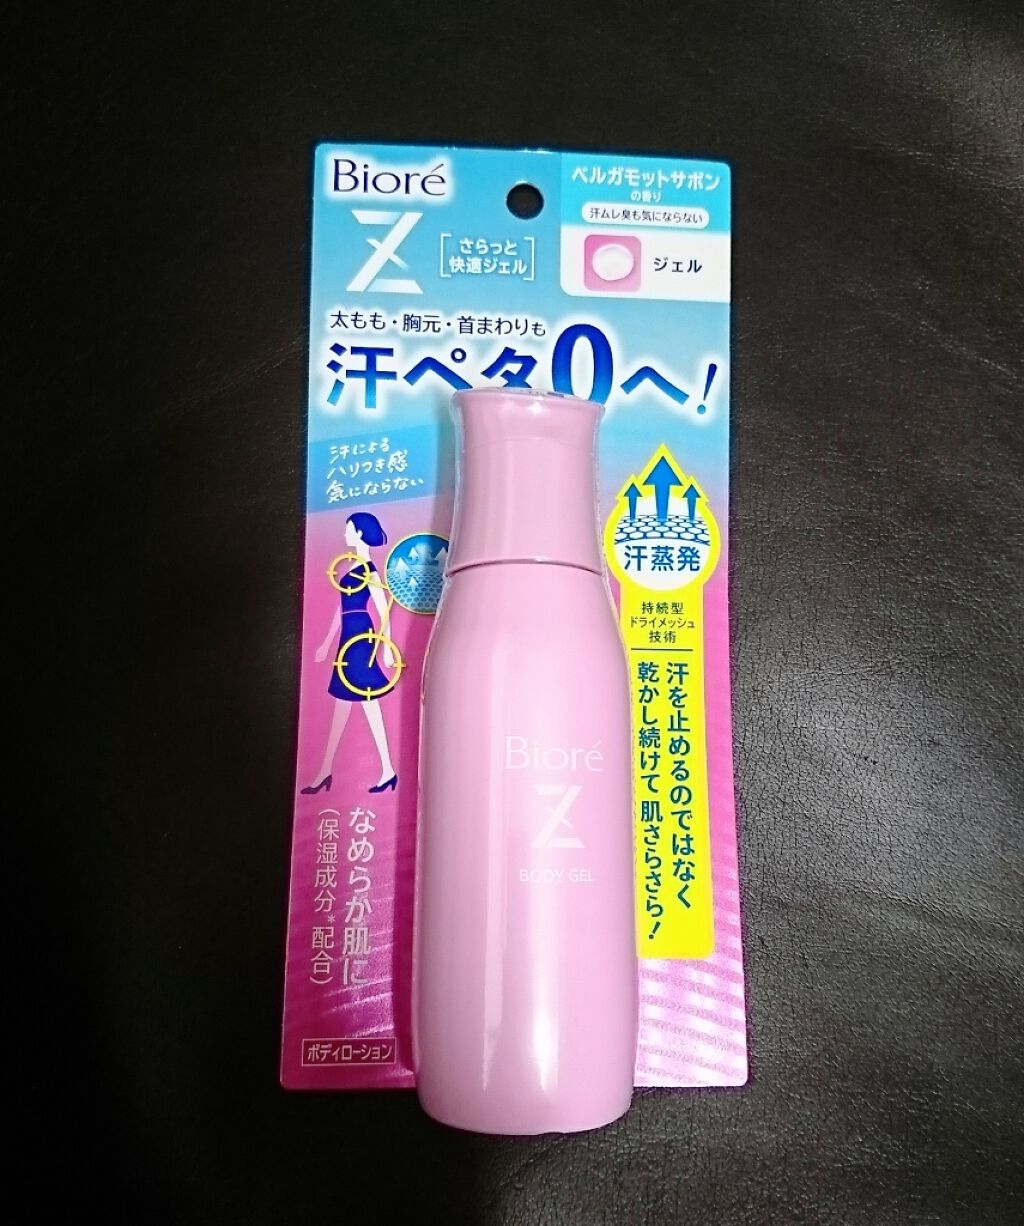 Bioré
Z
さらっと
快適ジェル
ベルガモットサボン
の香り
汗ムレ臭も気にならない
ジェル
太もも・胸元・首まわりも
汗ペタ0へ!
汗による
ハリつき感
気にならない
汗蒸発
持続型
ドライメッシュ
技術
汗を止めるのではなく
乾かし続けて 肌さらさら!
なめらか肌に
(保湿成分*配合)
ボディローション
Bioré
Z
BODY GEL